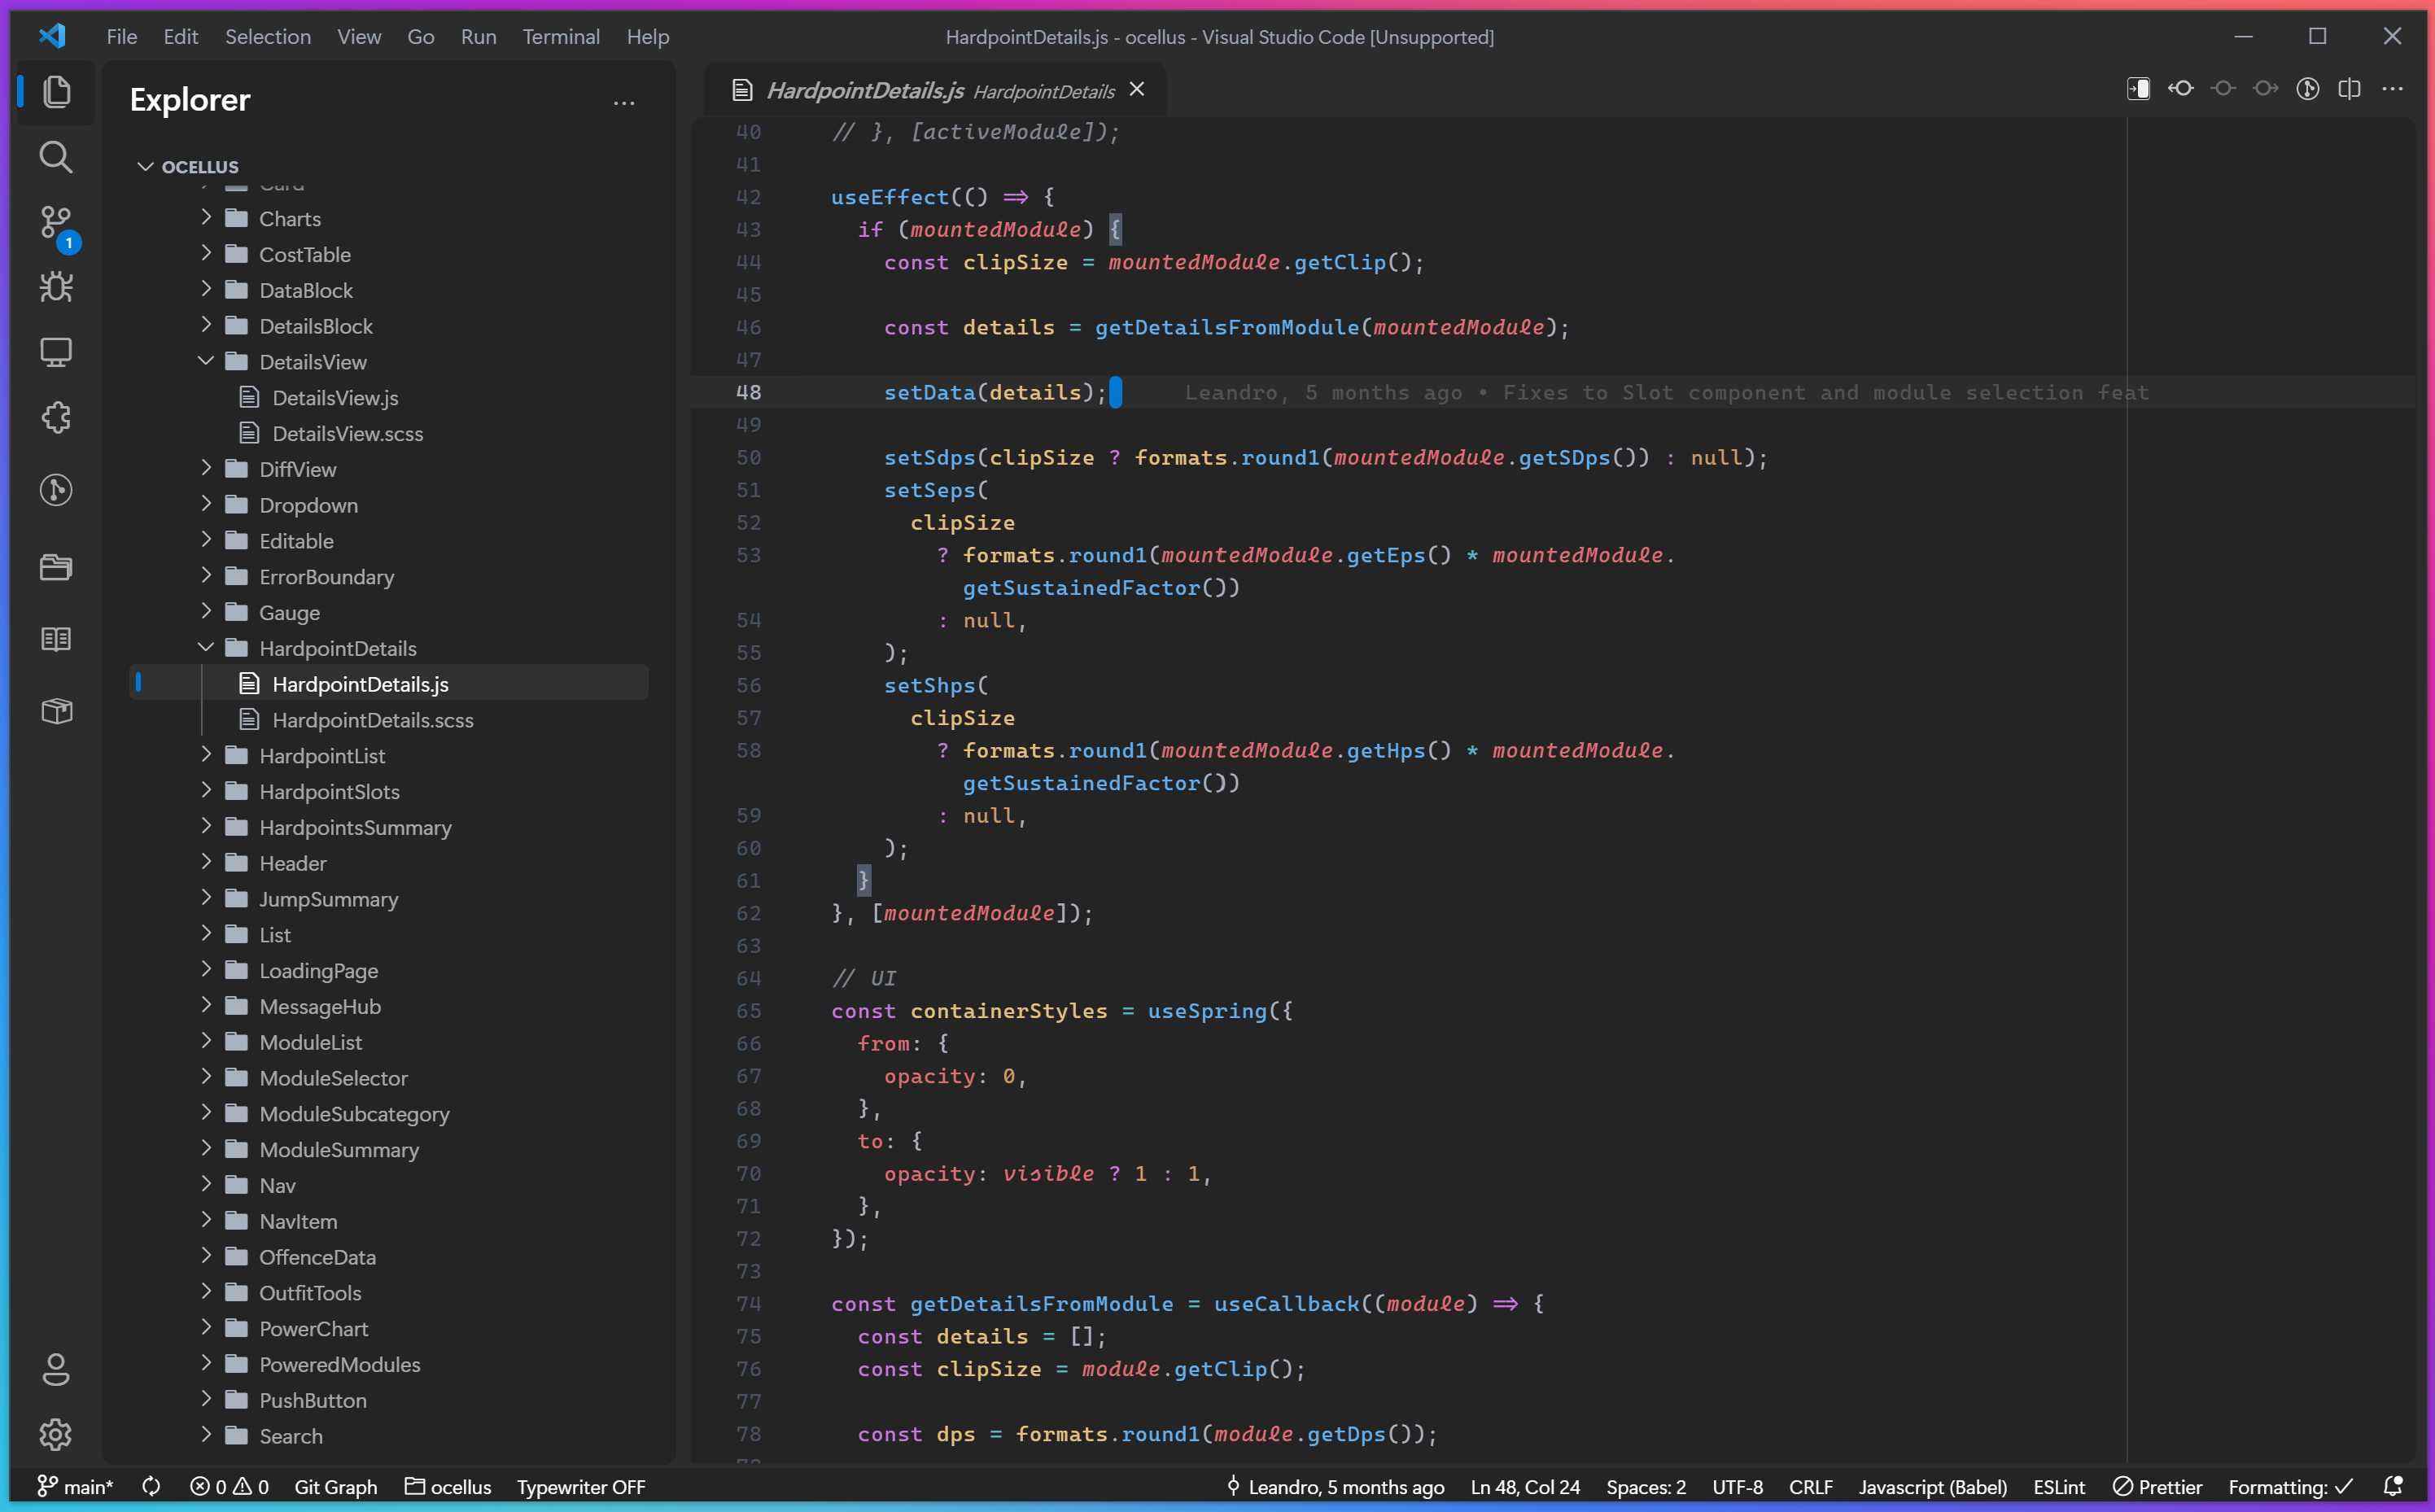 File Edit Selection View Go Run Terminal Help
HardpointDetails.js - ocellus - Visual Studio Code [Unsupported]
Explorer
OCELLUS
Card
Charts
CostTable
DataBlock
DetailsBlock
DetailsView
DetailsView.js
DetailsView.scss
DiffView
Dropdown
Editable
ErrorBoundary
Gauge
HardpointDetails
HardpointDetails.js
HardpointDetails.scss
HardpointList
HardpointSlots
HardpointsSummary
Header
JumpSummary
List
LoadingPage
MessageHub
ModuleList
ModuleSelector
ModuleSubcategory
ModuleSummary
Nav
NavItem
OffenceData
OutfitTools
PowerChart
PoweredModules
PushButton
Search
1
HardpointDetails.js HardpointDetails
40 // }, [activeModule]);
41
42 useEffect(() => {
43 if (mountedModule) {
44 const clipSize = mountedModule.getClip();
45
46 const details = getDetailsFromModule(mountedModule);
47
48 setData(details); Leandro, 5 months ago • Fixes to Slot component and module selection feat
49
50 setSdps(clipSize ? formats.round1(mountedModule.getSDps()) : null);
51 setSeps(
52 clipSize
53 ? formats.round1(mountedModule.getEps() * mountedModule.
getSustainedFactor())
54 : null,
55 );
56 setShps(
57 clipSize
58 ? formats.round1(mountedModule.getHps() * mountedModule.
getSustainedFactor())
59 : null,
60 );
61 }
62 }, [mountedModule]);
63
64 // UI
65 const containerStyles = useSpring({
66 from: {
67 opacity: 0,
68 },
69 to: {
70 opacity: visible ? 1 : 1,
71 },
72 });
73
74 const getDetailsFromModule = useCallback((module) => {
75 const details = [];
76 const clipSize = module.getClip();
77
78 const dps = formats.round1(module.getDps());
main* 0 0 Git Graph ocellus Typewriter OFF Leandro, 5 months ago Ln 48, Col 24 Spaces: 2 UTF-8 CRLF Javascript (Babel) ESLint Prettier Formatting: ✓